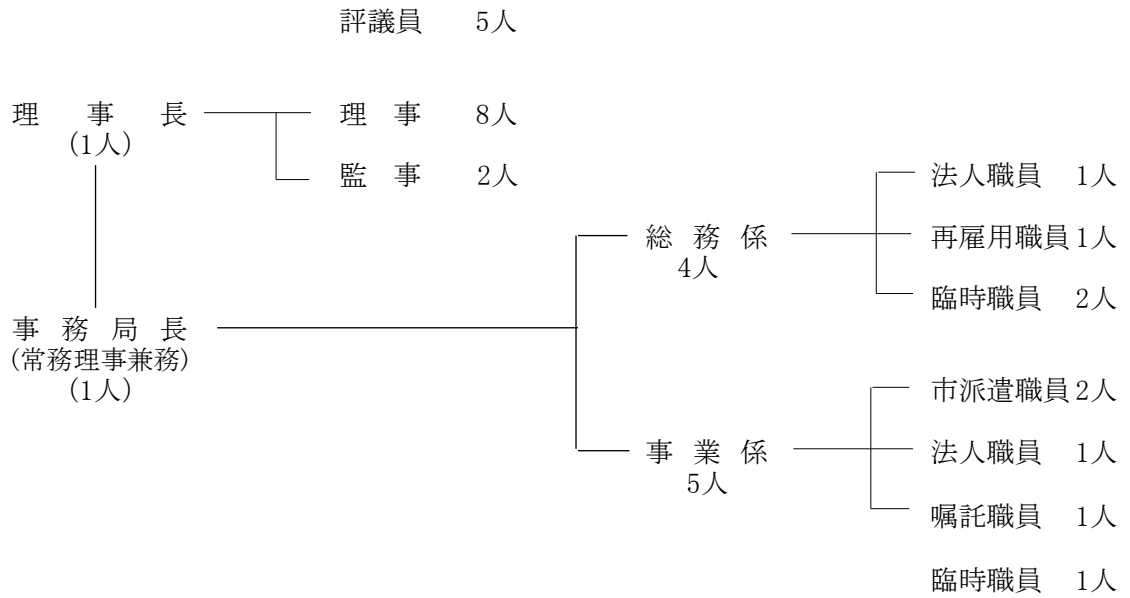 評議員 5人
理事長 理事 8人
(1人)
監事 2人
法人職員 1人
総務係 再雇用職員 1人
4人
臨時職員 2人
事務局長
(常務理事兼務)
(1人)
市派遣職員 2人
事業係 法人職員 1人
5人
嘱託職員 1人
臨時職員 1人